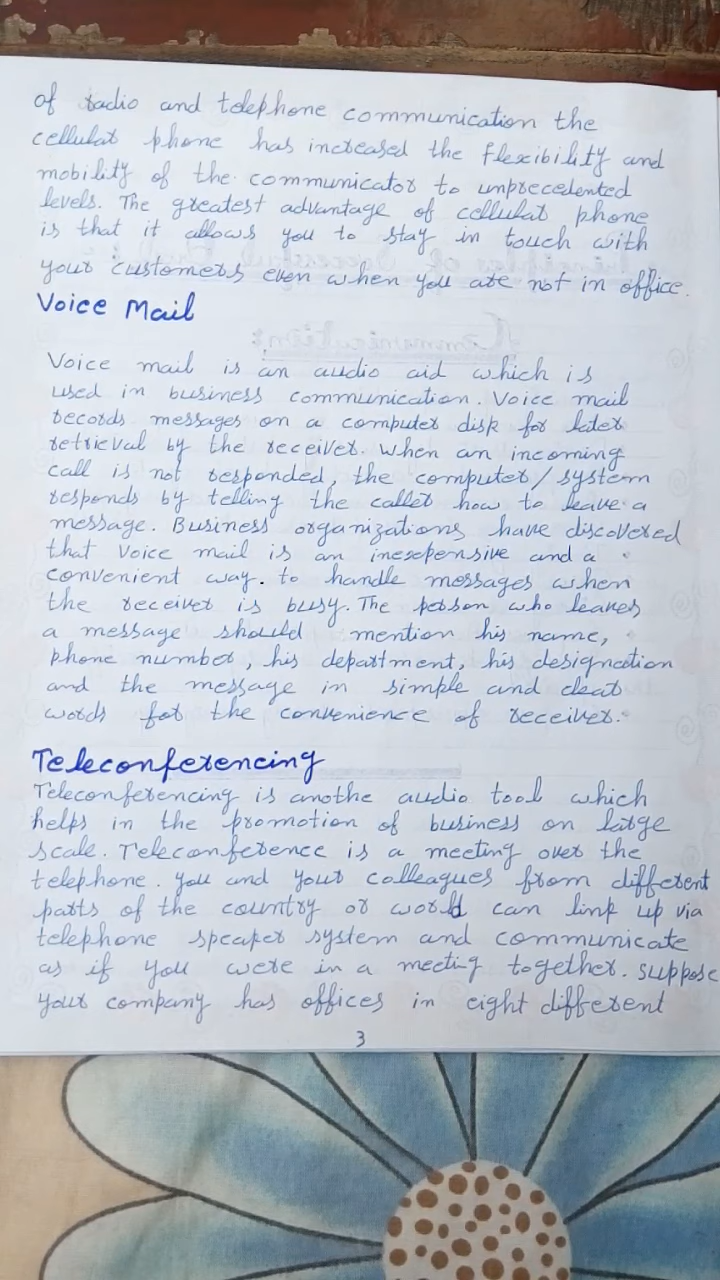 of radio and telephone communication the
cellular phone has increased the flexibility and
mobility of the communicator to unprecedented
levels. The greatest advantage of cellular phone
is that it allows you to stay in touch with
your customers even when you are not in office.
Voice Mail
Voice mail is an audio aid which is
used in business communication. Voice mail
records messages on a computer disk for later
retrieval by the receiver. When an incoming
call is not responded, the computer/system
responds by telling the caller how to leave a
message. Business organizations have discovered
that voice mail is an inexpensive and a
convenient way. to handle messages when
the receiver is busy. The person who leaves
a message should mention his name,
phone number, his department, his designation
and the message in simple and clear
words for the convenience of receiver.
Teleconferencing
Teleconferencing is anothe audio tool which
helps in the promotion of business on large
scale. Teleconference is a meeting over the
telephone. you and your colleagues from different
parts of the country or world can link up via
telephone speaker system and communicate
as if you were in a meeting together. suppose
your company has offices in eight different
3